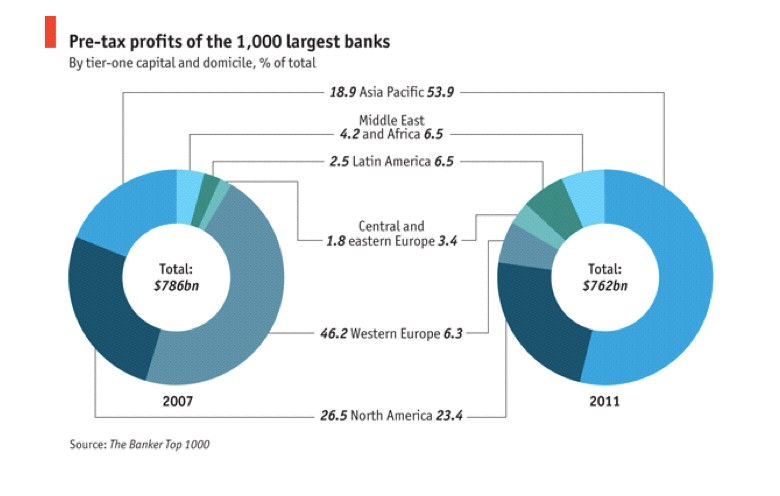 Pre-tax profits of the 1,000 largest banks
By tier-one capital and domicile, % of total
18.9 Asia Pacific 53.9
Middle East
4.2 and Africa 6.5
2.5 Latin America 6.5
Central and
1.8 eastern Europe 3.4
Total:
$786bn
Total:
$762bn
46.2 Western Europe 6.3
2007
2011
26.5 North America 23.4
Source: The Banker Top 1000